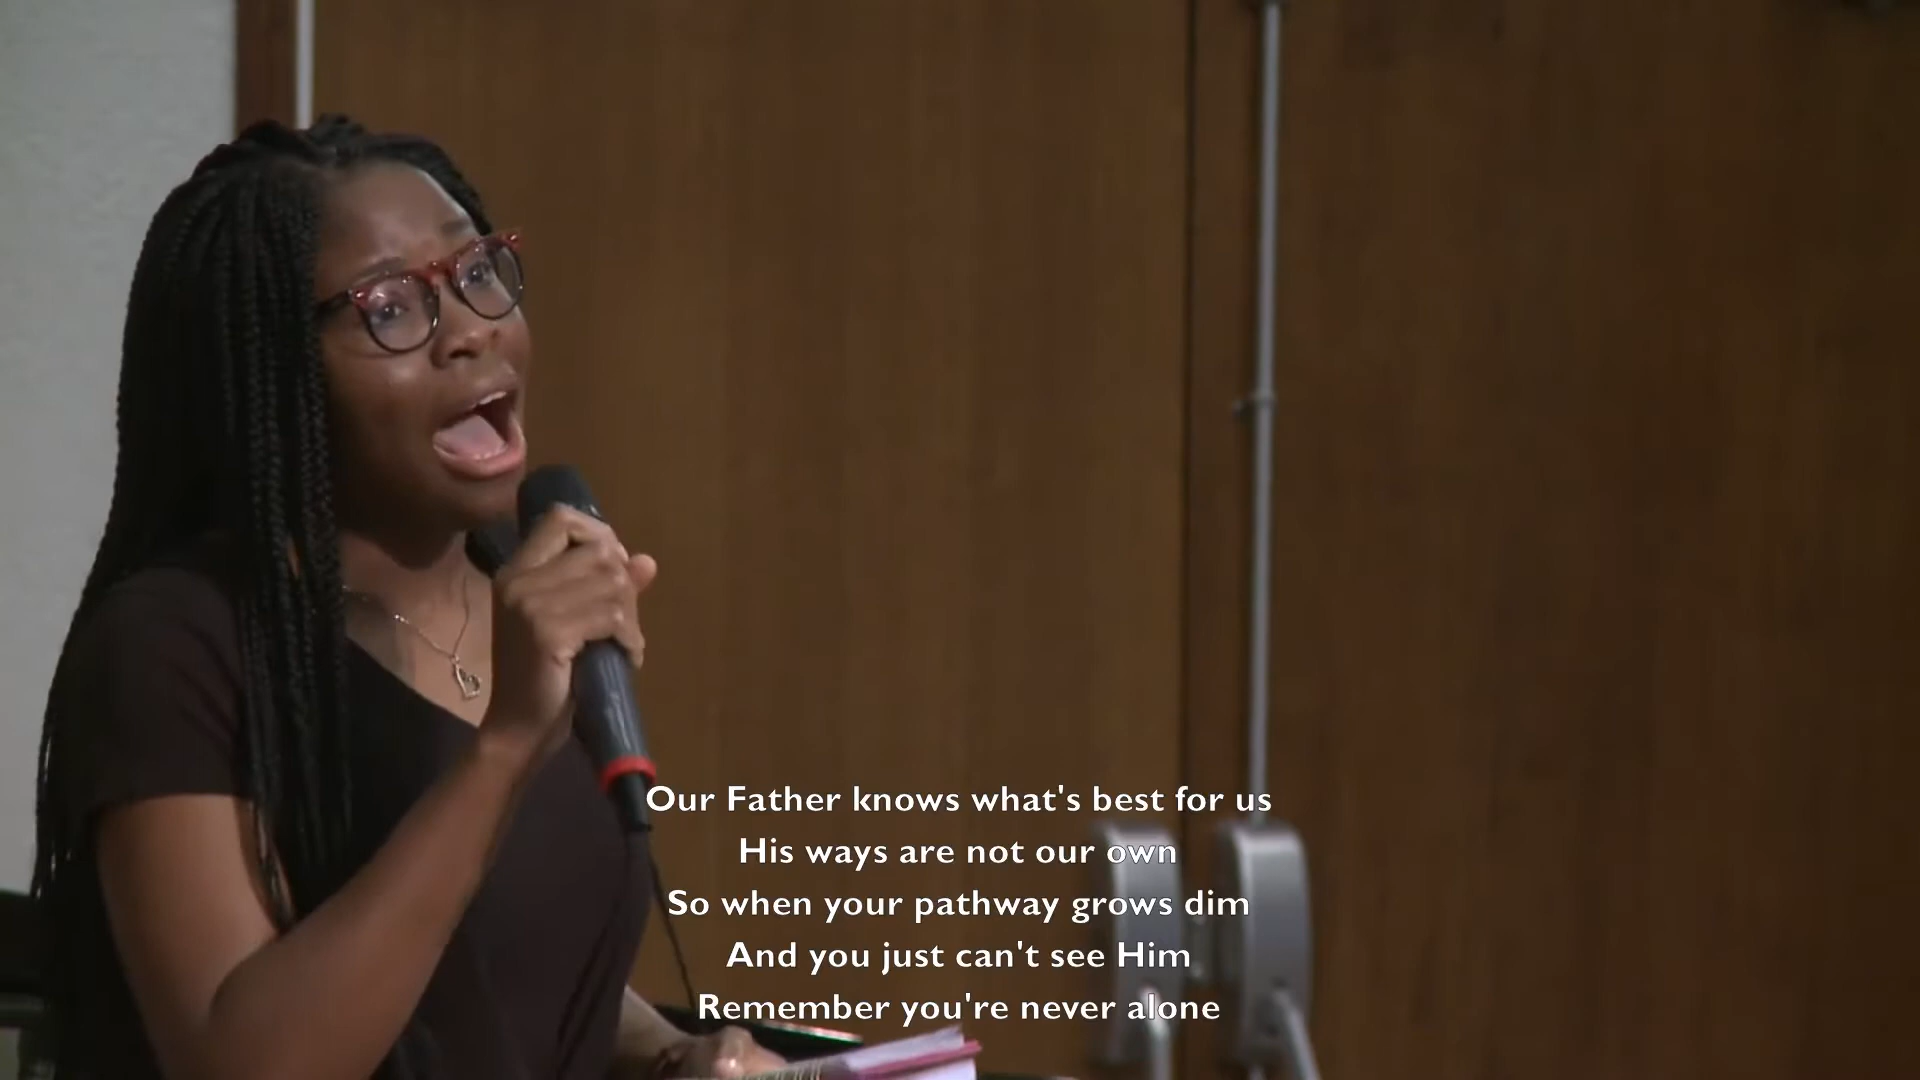 Our Father knows what's best for us
His ways are not our own
So when your pathway grows dim
And you just can't see Him
Remember you're never alone